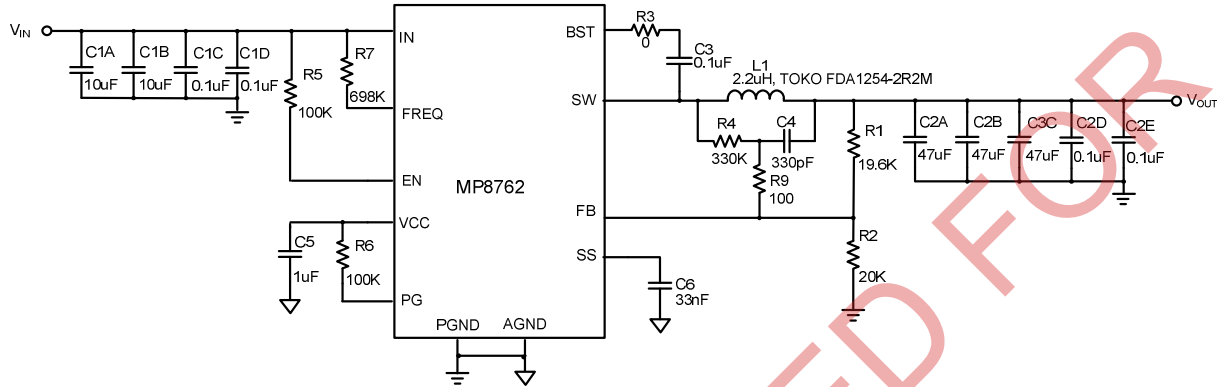 VIN
C1A
10uF
C1B
10uF
C1C
0.1uF
C1D
0.1uF
R5
100K
R7
698K
C5
1uF
R6
100K
IN
FREQ
EN
VCC
PG
MP8762
PGND
AGND
BST
SW
FB
SS
R3
0
C3
0.1uF
L1
2.2uH, TOKO FDA1254-2R2M
R4
330K
C4
330pF
R9
100
R1
19.6K
R2
20K
C6
33nF
C2A
47uF
C2B
47uF
C3C
47uF
C2D
0.1uF
C2E
0.1uF
VOUT
ED FOR